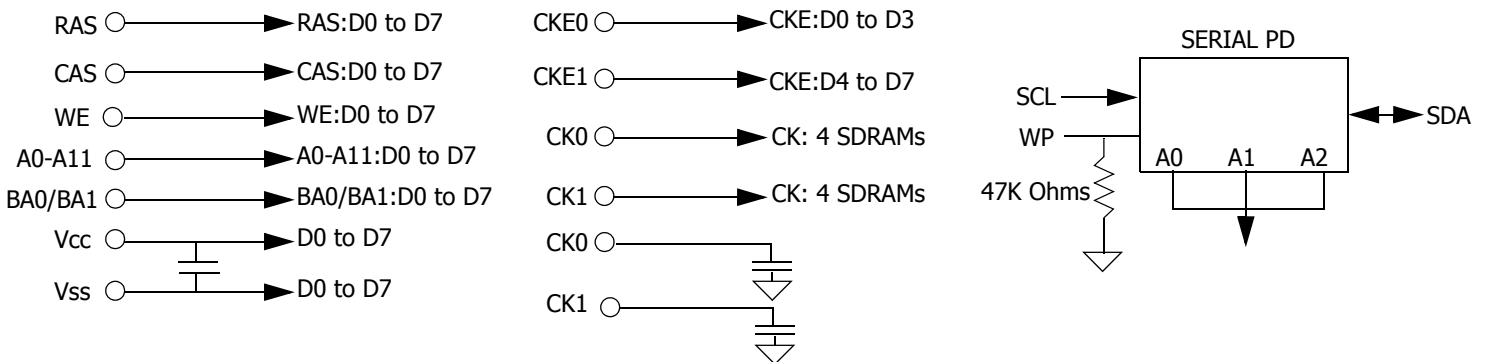 RAS RAS:D0 to D7
CAS CAS:D0 to D7
WE WE:D0 to D7
A0-A11 A0-A11:D0 to D7
BA0/BA1 BA0/BA1:D0 to D7
Vcc D0 to D7
Vss D0 to D7
CKE0 CKE:D0 to D3
CKE1 CKE:D4 to D7
CK0 CK: 4 SDRAMs
CK1 CK: 4 SDRAMs
CK0
CK1
SERIAL PD
SCL
SDA
WP
A0 A1 A2
47K Ohms